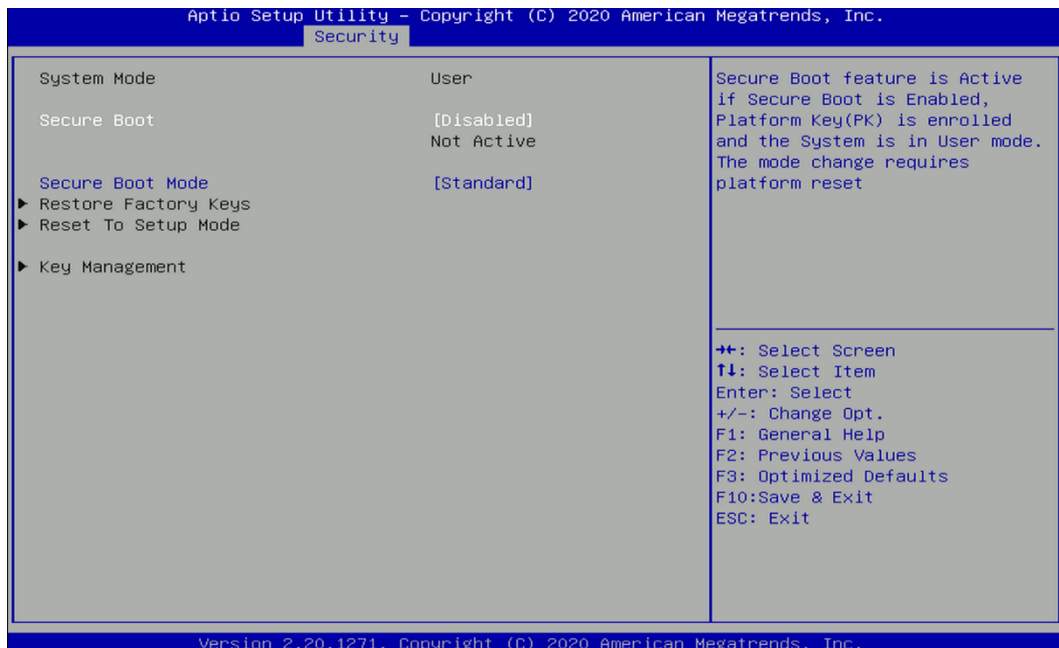 Aptio Setup Utility – Copyright (C) 2020 American Megatrends, Inc.
Security
System Mode User
Secure Boot [Disabled]
Not Active
Secure Boot Mode [Standard]
▶ Restore Factory Keys
▶ Reset To Setup Mode
▶ Key Management
Secure Boot feature is Active
if Secure Boot is Enabled,
Platform Key(PK) is enrolled
and the System is in User mode.
The mode change requires
platform reset
→←: Select Screen
↑↓: Select Item
Enter: Select
+/-: Change Opt.
F1: General Help
F2: Previous Values
F3: Optimized Defaults
F10:Save & Exit
ESC: Exit
Version 2.20.1271. Copyright (C) 2020 American Megatrends, Inc.